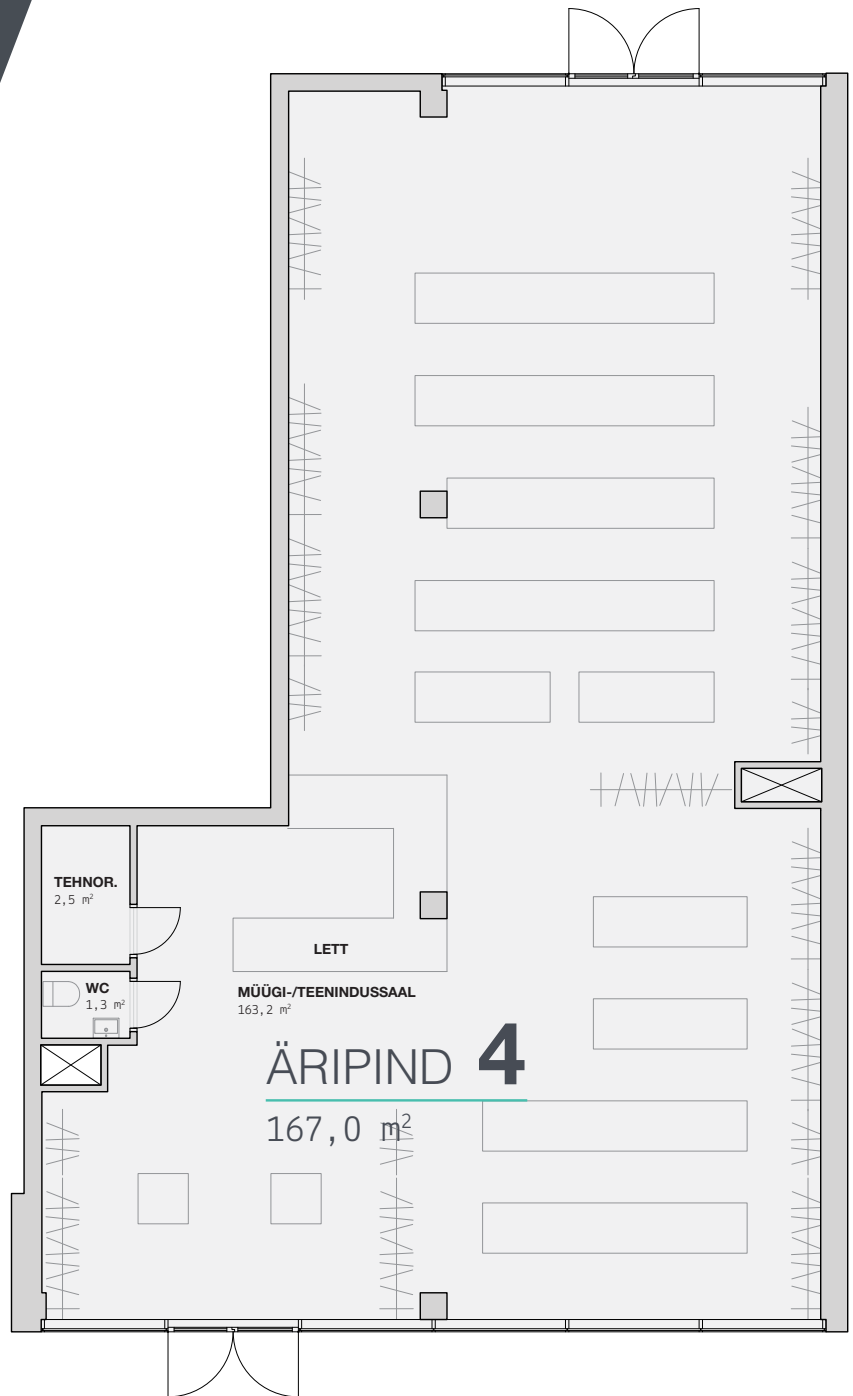 TEHNOR.
2,5 m²
WC
1,3 m²
LETT
MÜÜGI-/TEENINDUSSAAL
163,2 m²
ÄRIPIND 4
167,0 m²